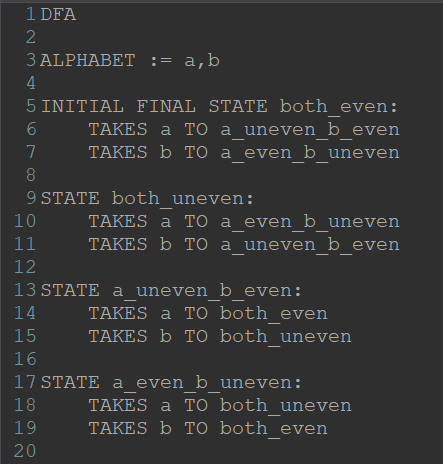 1 DFA
2
3 ALPHABET := a,b
4
5 INITIAL FINAL STATE both_even:
6     TAKES a TO a_uneven_b_even
7     TAKES b TO a_even_b_uneven
8
9 STATE both_uneven:
10     TAKES a TO a_even_b_uneven
11     TAKES b TO a_uneven_b_even
12
13 STATE a_uneven_b_even:
14     TAKES a TO both_even
15     TAKES b TO both_uneven
16
17 STATE a_even_b_uneven:
18     TAKES a TO both_uneven
19     TAKES b TO both_even
20